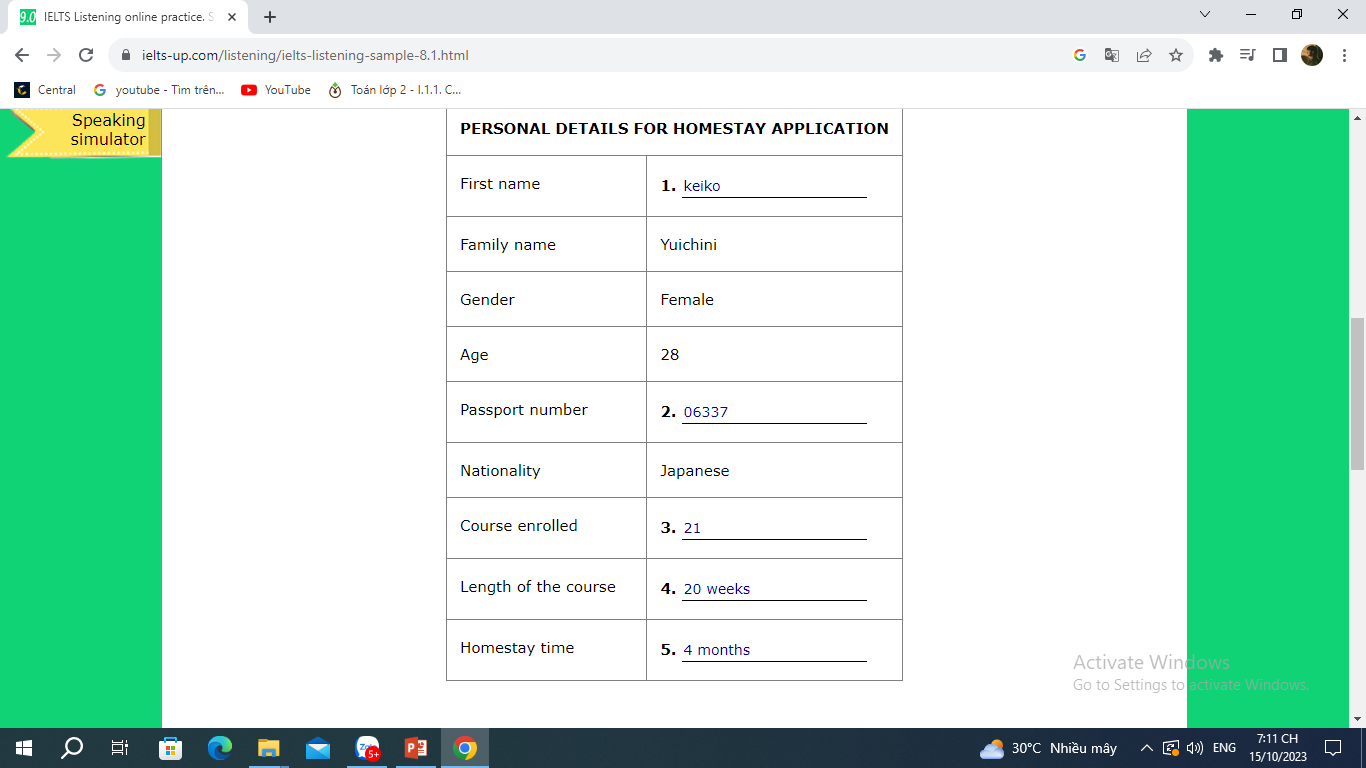 IELTS Listening online practice. S
ielts-up.com/listening/ielts-listening-sample-8.1.html
Central
youtube - Tìm trên...
YouTube
Toán lớp 2 - I.1.1. C...
Speaking
simulator
PERSONAL DETAILS FOR HOMESTAY APPLICATION
First name 1. keiko
Family name Yuichini
Gender Female
Age 28
Passport number 2. 06337
Nationality Japanese
Course enrolled 3. 21
Length of the course 4. 20 weeks
Homestay time 5. 4 months
Activate Windows
Go to Settings to activate Windows.
30°C Nhiều mây
ENG
7:11 CH
15/10/2023
9.0
Zalo
5+